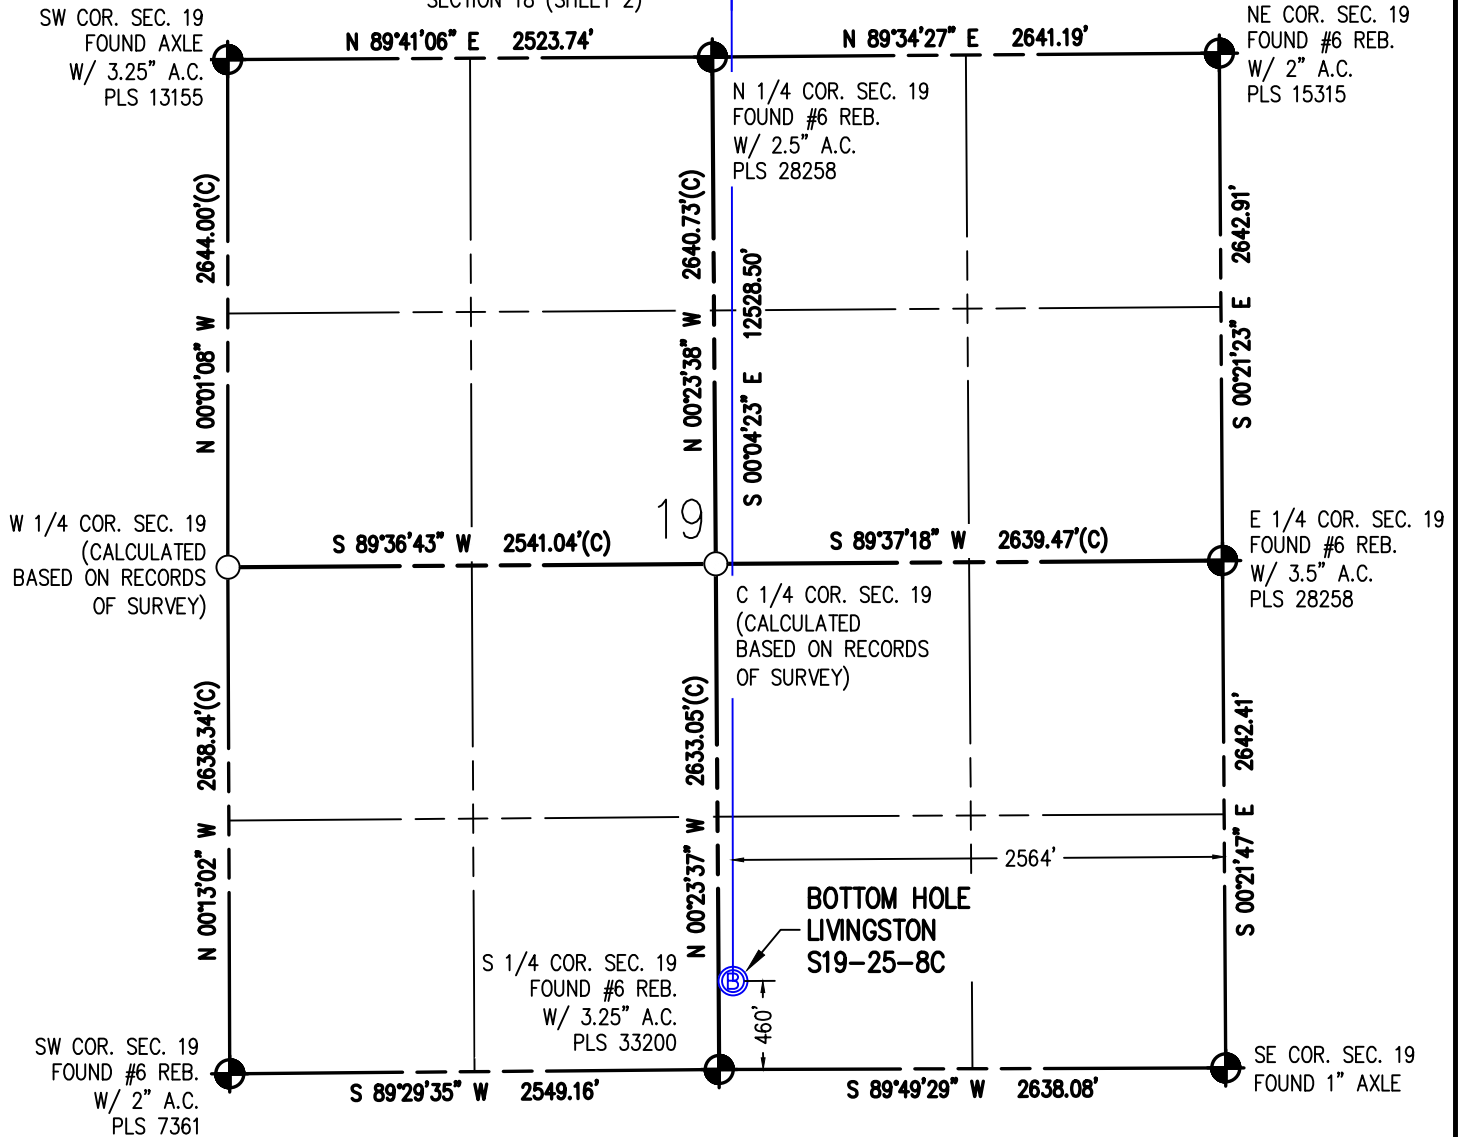 SECTION 18 (SHEET 2)
SW COR. SEC. 19
FOUND AXLE
W/ 3.25" A.C.
PLS 13155
N 89°41'06" E 2523.74'
N 89°34'27" E 2641.19'
NE COR. SEC. 19
FOUND #6 REB.
W/ 2" A.C.
PLS 15315
N 1/4 COR. SEC. 19
FOUND #6 REB.
W/ 2.5" A.C.
PLS 28258
N 00°01'08" W 2644.00'(C)
N 00°23'38" W 2640.73'(C)
S 00°04'23" E 12528.50'
S 00°21'23" E 2642.91'
19
W 1/4 COR. SEC. 19
(CALCULATED
BASED ON RECORDS
OF SURVEY)
S 89°36'43" W 2541.04'(C)
S 89°37'18" W 2639.47'(C)
E 1/4 COR. SEC. 19
FOUND #6 REB.
W/ 3.5" A.C.
PLS 28258
C 1/4 COR. SEC. 19
(CALCULATED
BASED ON RECORDS
OF SURVEY)
N 00°13'02" W 2638.34'(C)
N 00°23'37" W 2633.05'(C)
S 00°21'47" E 2642.41'
2564'
BOTTOM HOLE
LIVINGSTON
S19-25-8C
B
460'
S 1/4 COR. SEC. 19
FOUND #6 REB.
W/ 3.25" A.C.
PLS 33200
SW COR. SEC. 19
FOUND #6 REB.
W/ 2" A.C.
PLS 7361
S 89°29'35" W 2549.16'
S 89°49'29" W 2638.08'
SE COR. SEC. 19
FOUND 1" AXLE